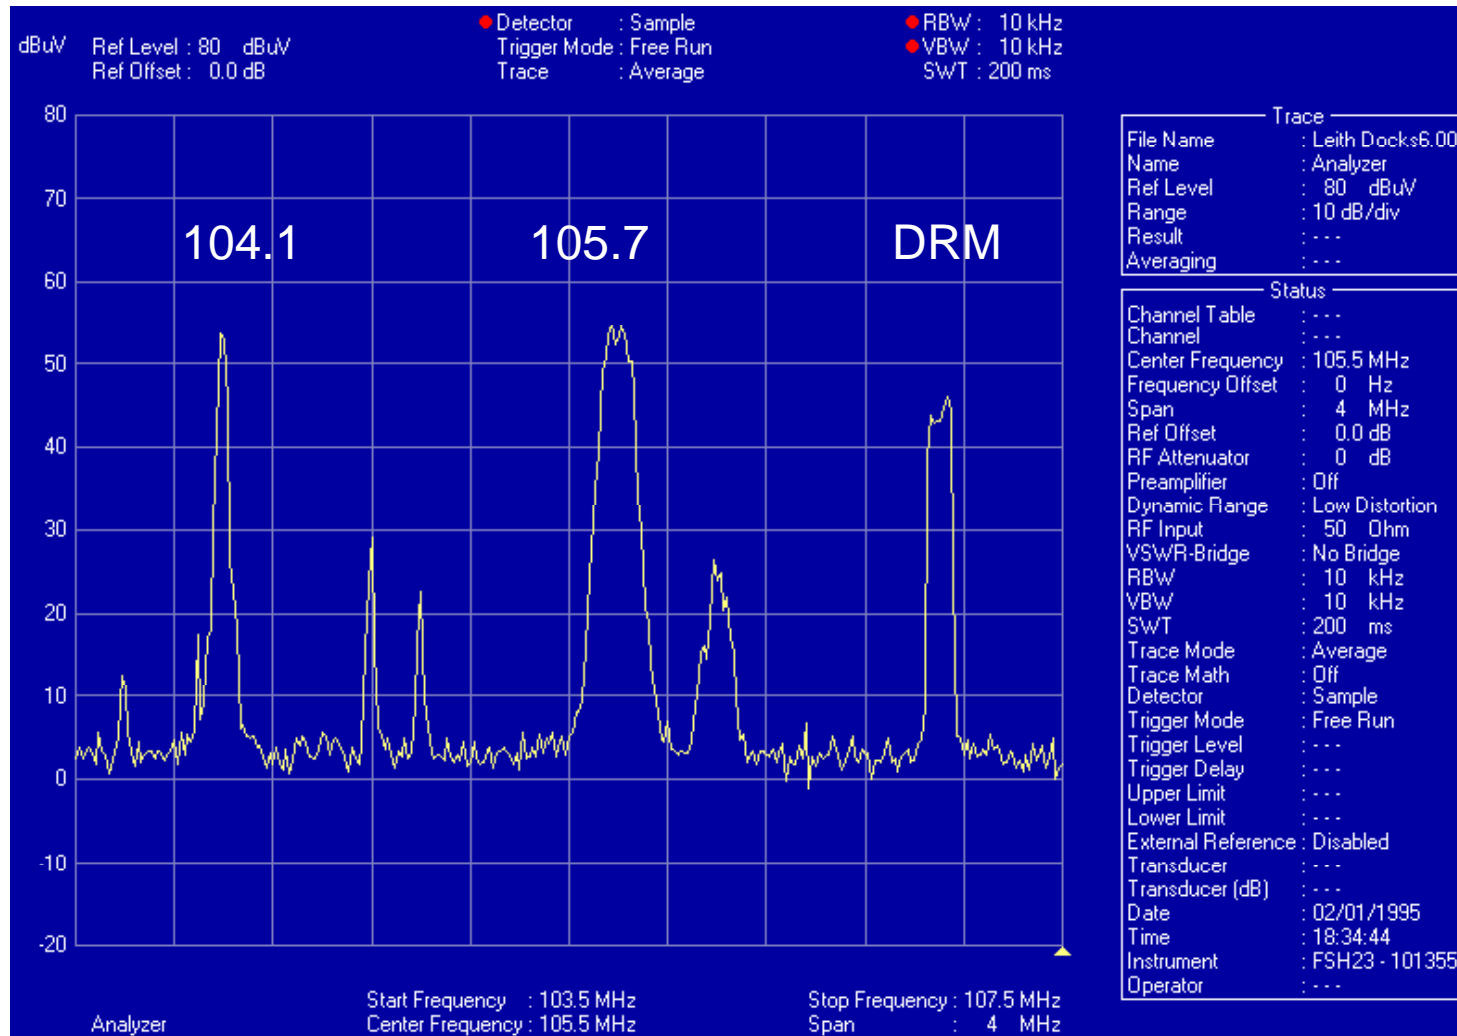 dBuV
Ref Level : 80 dBuV
Ref Offset : 0.0 dB
Detector : Sample
Trigger Mode : Free Run
Trace : Average
RBW : 10 kHz
VBW : 10 kHz
SWT : 200 ms
80
70
60
50
40
30
20
10
0
-10
-20
104.1 105.7 DRM
Trace
File Name : Leith Docks6.00
Name : Analyzer
Ref Level : 80 dBuV
Range : 10 dB/div
Result : - - -
Averaging : - - -
Status
Channel Table : - - -
Channel : - - -
Center Frequency : 105.5 MHz
Frequency Offset : 0 Hz
Span : 4 MHz
Ref Offset : 0.0 dB
RF Attenuator : 0 dB
Preamplifier : Off
Dynamic Range : Low Distortion
RF Input : 50 Ohm
VSWR-Bridge : No Bridge
RBW : 10 kHz
VBW : 10 kHz
SWT : 200 ms
Trace Mode : Average
Trace Math : Off
Detector : Sample
Trigger Mode : Free Run
Trigger Level : - - -
Trigger Delay : - - -
Upper Limit : - - -
Lower Limit : - - -
External Reference : Disabled
Transducer : - - -
Transducer (dB) : - - -
Date : 02/01/1995
Time : 18:34:44
Instrument : FSH23 - 101355
Operator : - - -
Start Frequency : 103.5 MHz
Stop Frequency : 107.5 MHz
Analyzer
Center Frequency : 105.5 MHz
Span : 4 MHz